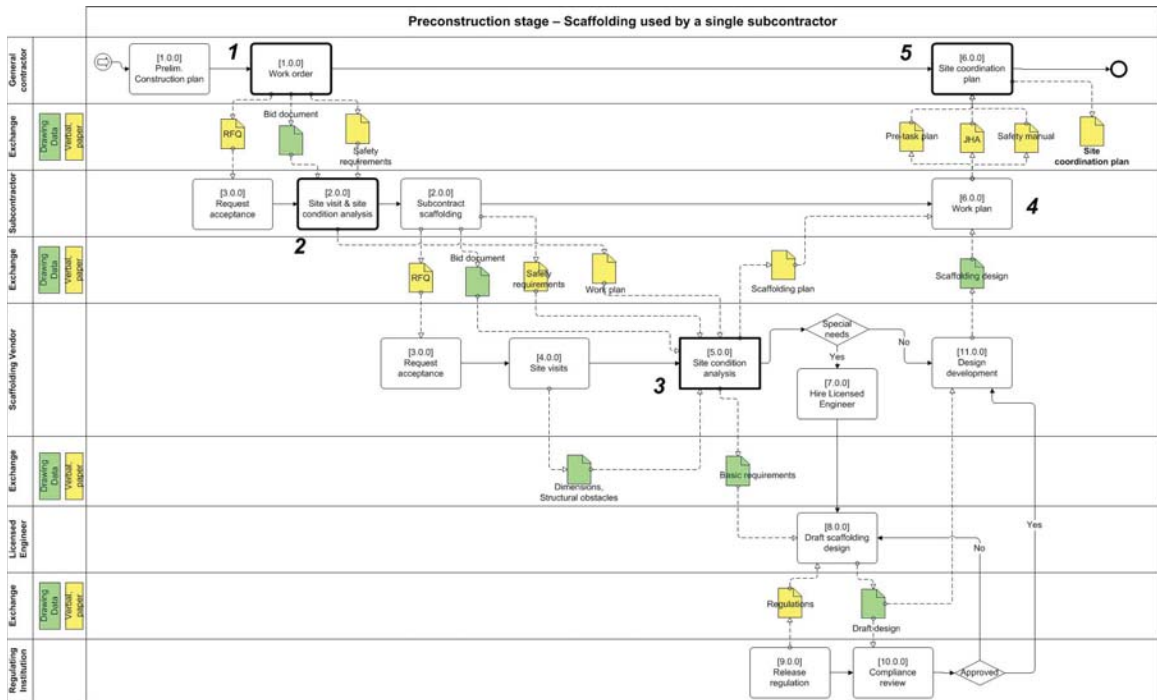 Preconstruction stage – Scaffolding used by a single subcontractor
General
contractor
1
[1.0.0]
Prelim.
Construction plan
[1.0.0]
Work order
5
[6.0.0]
Site coordination
plan
Exchange
Drawing
Data
Verbal,
paper
RFQ
Bid document
Safety
requirements
Pre-task plan
JHA
Safety manual
Site
coordination plan
Subcontractor
[3.0.0]
Request
acceptance
[2.0.0]
Site visit & site
condition analysis
2
[2.0.0]
Subcontract
scaffolding
[6.0.0]
Work plan
4
Exchange
Drawing
Data
Verbal,
paper
RFQ
Bid document
Safety
requirements
Work plan
Scaffolding plan
Scaffolding design
Scaffolding Vendor
[3.0.0]
Request
acceptance
[4.0.0]
Site visits
[5.0.0]
Site condition
analysis
3
Special
needs
No
Yes
[7.0.0]
Hire Licensed
Engineer
[11.0.0]
Design
development
Exchange
Drawing
Data
Verbal,
paper
Dimensions,
Structural obstacles
Basic requirements
Licensed
Engineer
[8.0.0]
Draft scaffolding
design
No
Yes
Exchange
Drawing
Data
Verbal,
paper
Regulations
Draft design
Regulating
Institution
[9.0.0]
Release
regulation
[10.0.0]
Compliance
review
Approved